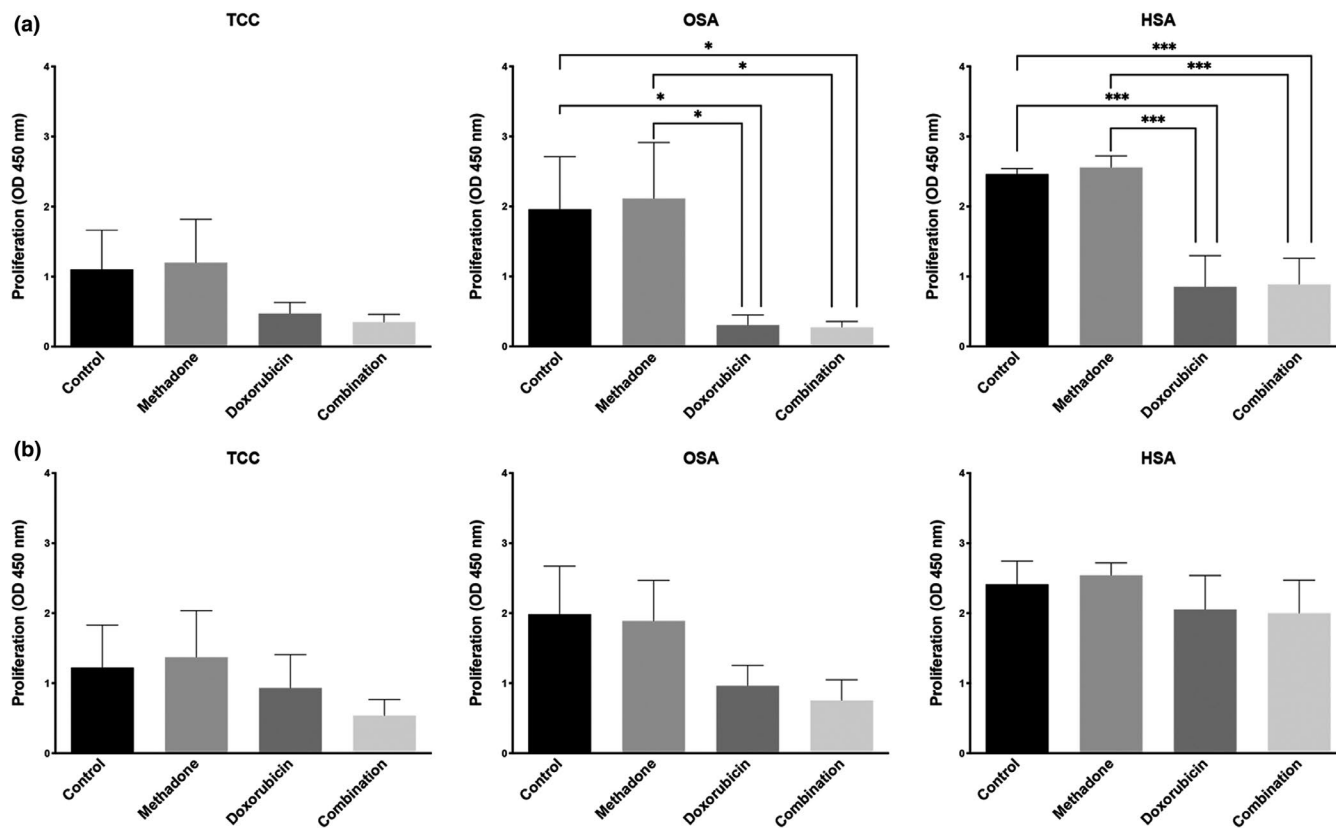 (a)
TCC
OSA
HSA
Proliferation (OD 450 nm)
4
3
2
1
0
Control
Methadone
Doxorubicin
Combination
Proliferation (OD 450 nm)
4
3
2
1
0
*
*
*
*
Control
Methadone
Doxorubicin
Combination
Proliferation (OD 450 nm)
4
3
2
1
0
***
***
***
***
Control
Methadone
Doxorubicin
Combination
(b)
TCC
OSA
HSA
Proliferation (OD 450 nm)
4
3
2
1
0
Control
Methadone
Doxorubicin
Combination
Proliferation (OD 450 nm)
4
3
2
1
0
Control
Methadone
Doxorubicin
Combination
Proliferation (OD 450 nm)
4
3
2
1
0
Control
Methadone
Doxorubicin
Combination